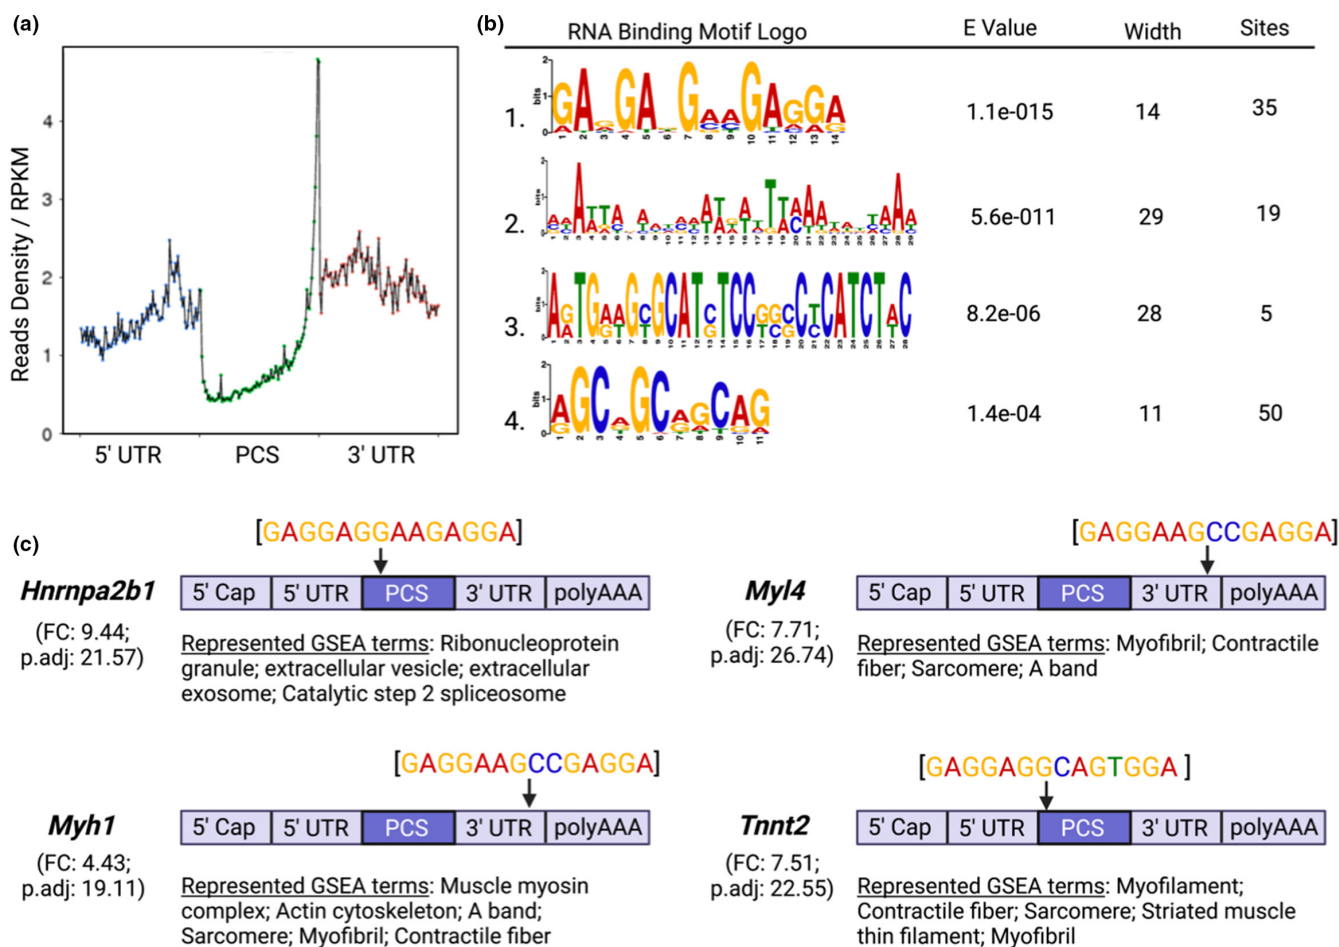 (a)
Reads Density / RPKM
4
3
2
1
0
5' UTR PCS 3' UTR
(b)
RNA Binding Motif Logo E Value Width Sites
1. 1.1e-015 14 35
2. 5.6e-011 29 19
3. 8.2e-06 28 5
4. 1.4e-04 11 50
bits
(c)
[GAGGAGGAAGAGGA]
Hnrnpa2b1
5' Cap 5' UTR PCS 3' UTR polyAAA
(FC: 9.44;
p.adj: 21.57)
Represented GSEA terms: Ribonucleoprotein
granule; extracellular vesicle; extracellular
exosome; Catalytic step 2 spliceosome
[GAGGAAGCCGAGGA]
Myl4
5' Cap 5' UTR PCS 3' UTR polyAAA
(FC: 7.71;
p.adj: 26.74)
Represented GSEA terms: Myofibril; Contractile
fiber; Sarcomere; A band
[GAGGAAGCCGAGGA]
Myh1
5' Cap 5' UTR PCS 3' UTR polyAAA
(FC: 4.43;
p.adj: 19.11)
Represented GSEA terms: Muscle myosin
complex; Actin cytoskeleton; A band;
Sarcomere; Myofibril; Contractile fiber
[GAGGAGGCAGTGGA ]
Tnnt2
5' Cap 5' UTR PCS 3' UTR polyAAA
(FC: 7.51;
p.adj: 22.55)
Represented GSEA terms: Myofilament;
Contractile fiber; Sarcomere; Striated muscle
thin filament; Myofibril